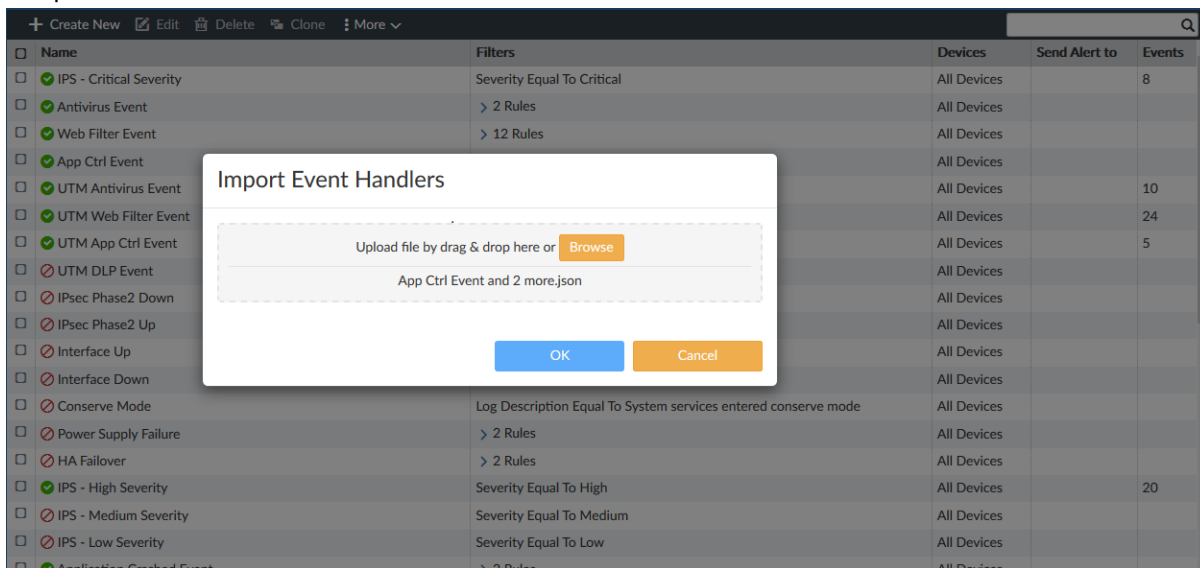 + Create New Edit Delete Clone More
Name Filters Devices Send Alert to Events
IPS - Critical Severity Severity Equal To Critical All Devices 8
Antivirus Event > 2 Rules All Devices
Web Filter Event > 12 Rules All Devices
App Ctrl Event All Devices
Import Event Handlers
UTM Antivirus Event All Devices 10
UTM Web Filter Event All Devices 24
Upload file by drag & drop here or Browse
UTM App Ctrl Event All Devices 5
UTM DLP Event All Devices
App Ctrl Event and 2 more.json
IPsec Phase2 Down All Devices
IPsec Phase2 Up All Devices
Interface Up All Devices
OK Cancel
Interface Down All Devices
Conserve Mode Log Description Equal To System services entered conserve mode All Devices
Power Supply Failure > 2 Rules All Devices
HA Failover > 2 Rules All Devices
IPS - High Severity Severity Equal To High All Devices 20
IPS - Medium Severity Severity Equal To Medium All Devices
IPS - Low Severity Severity Equal To Low All Devices
Application Crashed Event > 2 Rules All Devices